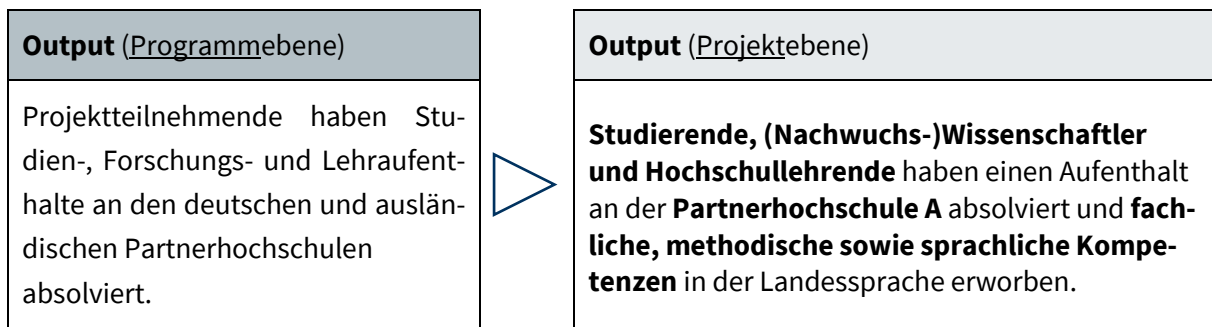 Output (Programmebene)
Projektteilnehmende haben Stu-
dien-, Forschungs- und Lehraufent-
halte an den deutschen und auslän-
dischen Partnerhochschulen
absolviert.
Output (Projektebene)
Studierende, (Nachwuchs-)Wissenschaftler
und Hochschullehrende haben einen Aufenthalt
an der Partnerhochschule A absolviert und fach-
liche, methodische sowie sprachliche Kompe-
tenzen in der Landessprache erworben.